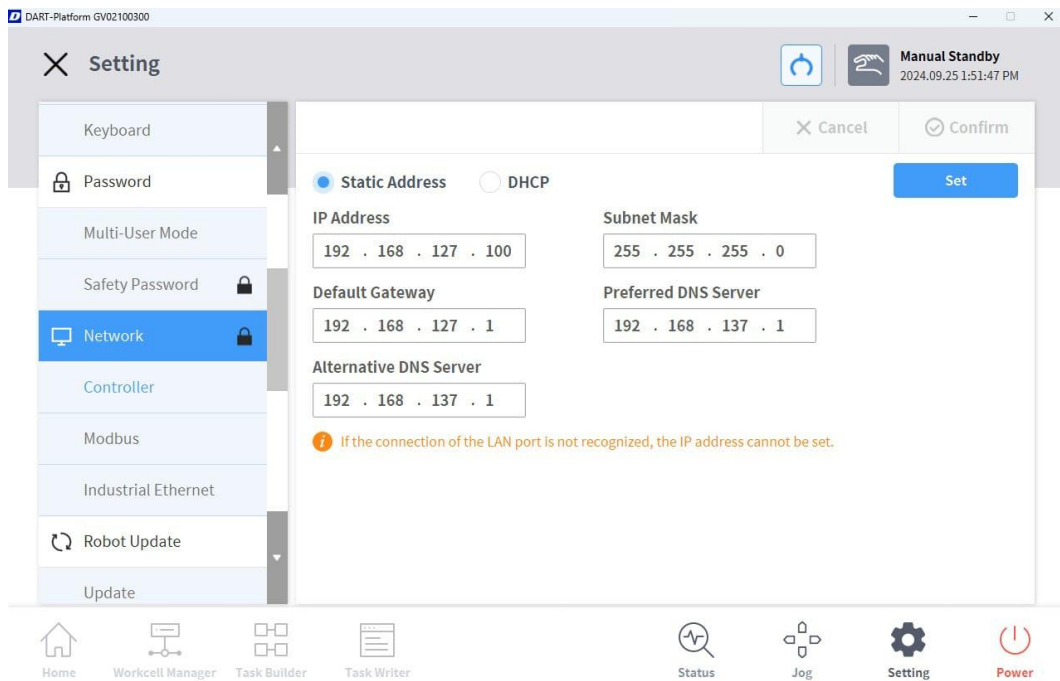 DART-Platform GV02100300
Setting
Manual Standby
2024.09.25 1:51:47 PM
Keyboard
Password
Multi-User Mode
Safety Password
Network
Controller
Modbus
Industrial Ethernet
Robot Update
Update
Cancel
Confirm
Static Address
DHCP
Set
IP Address
192 . 168 . 127 . 100
Subnet Mask
255 . 255 . 255 . 0
Default Gateway
192 . 168 . 127 . 1
Preferred DNS Server
192 . 168 . 137 . 1
Alternative DNS Server
192 . 168 . 137 . 1
If the connection of the LAN port is not recognized, the IP address cannot be set.
Home
Workcell Manager
Task Builder
Task Writer
Status
Jog
Setting
Power